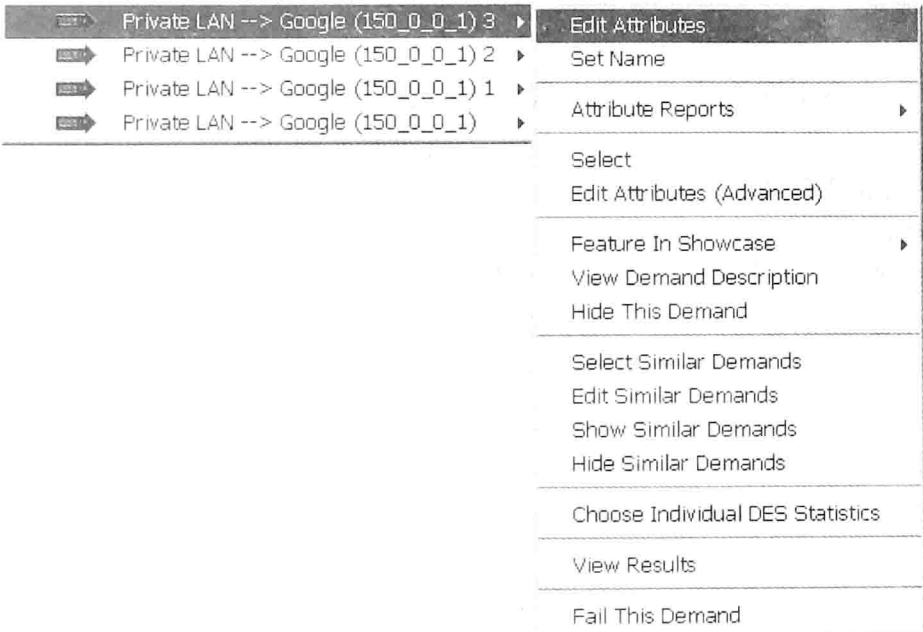 Private LAN --> Google (150_0_0_1) 3
Private LAN --> Google (150_0_0_1) 2
Private LAN --> Google (150_0_0_1) 1
Private LAN --> Google (150_0_0_1)
Edit Attributes
Set Name
Attribute Reports
Select
Edit Attributes (Advanced)
Feature In Showcase
View Demand Description
Hide This Demand
Select Similar Demands
Edit Similar Demands
Show Similar Demands
Hide Similar Demands
Choose Individual DES Statistics
View Results
Fail This Demand